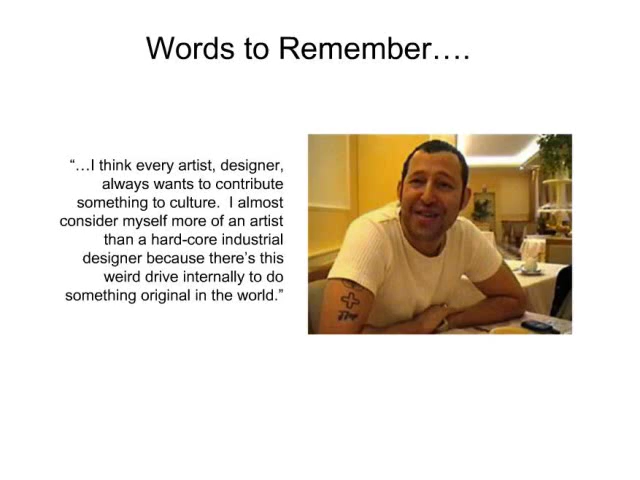 Words to Remember….
“…I think every artist, designer,
always wants to contribute
something to culture.  I almost
consider myself more of an artist
than a hard-core industrial
designer because there’s this
weird drive internally to do
something original in the world.”